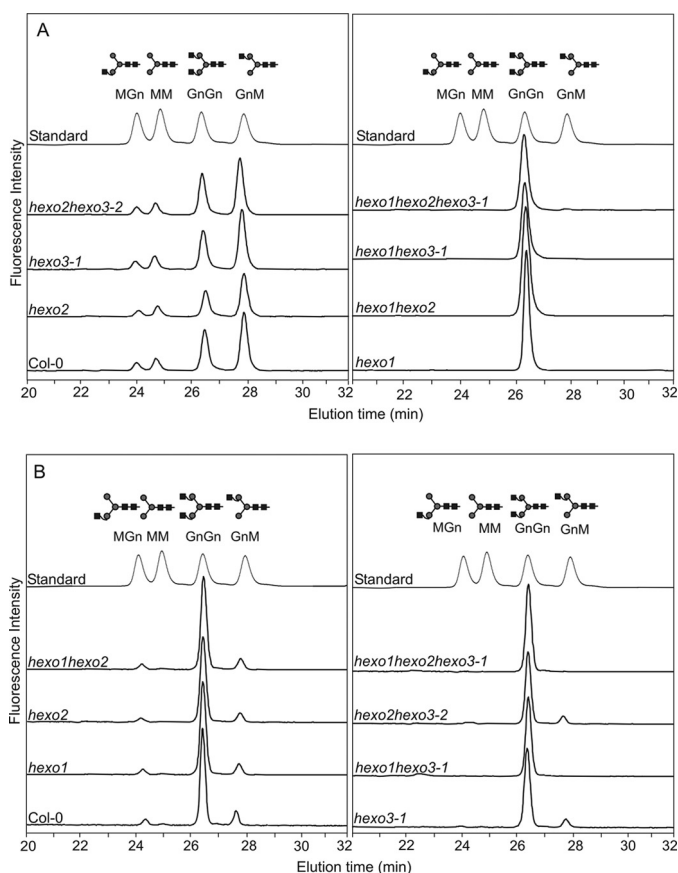 A
MGn MM GnGn GnM
Standard
hexo2hexo3-2
hexo3-1
hexo2
Col-0
20 22 24 26 28 30 32
Elution time (min)
Fluorescence Intensity
MGn MM GnGn GnM
Standard
hexo1hexo2hexo3-1
hexo1hexo3-1
hexo1hexo2
hexo1
22 24 26 28 30 32
Elution time (min)
B
MGn MM GnGn GnM
Standard
hexo1hexo2
hexo2
hexo1
Col-0
20 22 24 26 28 30 32
Elution time (min)
Fluorescence Intensity
MGn MM GnGn GnM
Standard
hexo1hexo2hexo3-1
hexo2hexo3-2
hexo1hexo3-1
hexo3-1
22 24 26 28 30 32
Elution time (min)